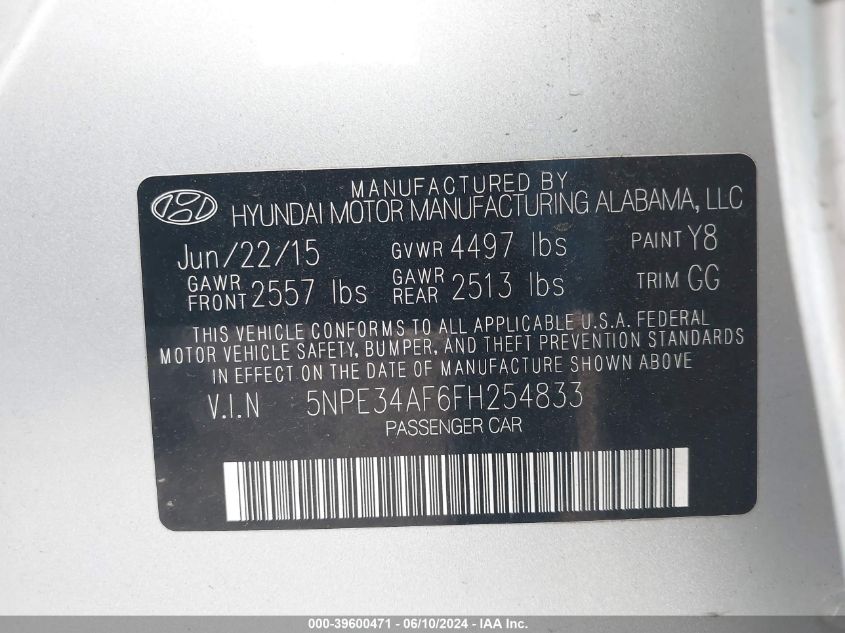 MANUFACTURED BY
HYUNDAI MOTOR MANUFACTURING ALABAMA, LLC
Jun/22/15 GVWR 4497 lbs PAINT Y8
GAWR FRONT 2557 lbs GAWR REAR 2513 lbs TRIM GG
THIS VEHICLE CONFORMS TO ALL APPLICABLE U.S.A. FEDERAL
MOTOR VEHICLE SAFETY, BUMPER, AND THEFT PREVENTION STANDARDS
IN EFFECT ON THE DATE OF MANUFACTURE SHOWN ABOVE
V.I.N 5NPE34AF6FH254833
PASSENGER CAR
000-39600471 - 06/10/2024 - IAA Inc.